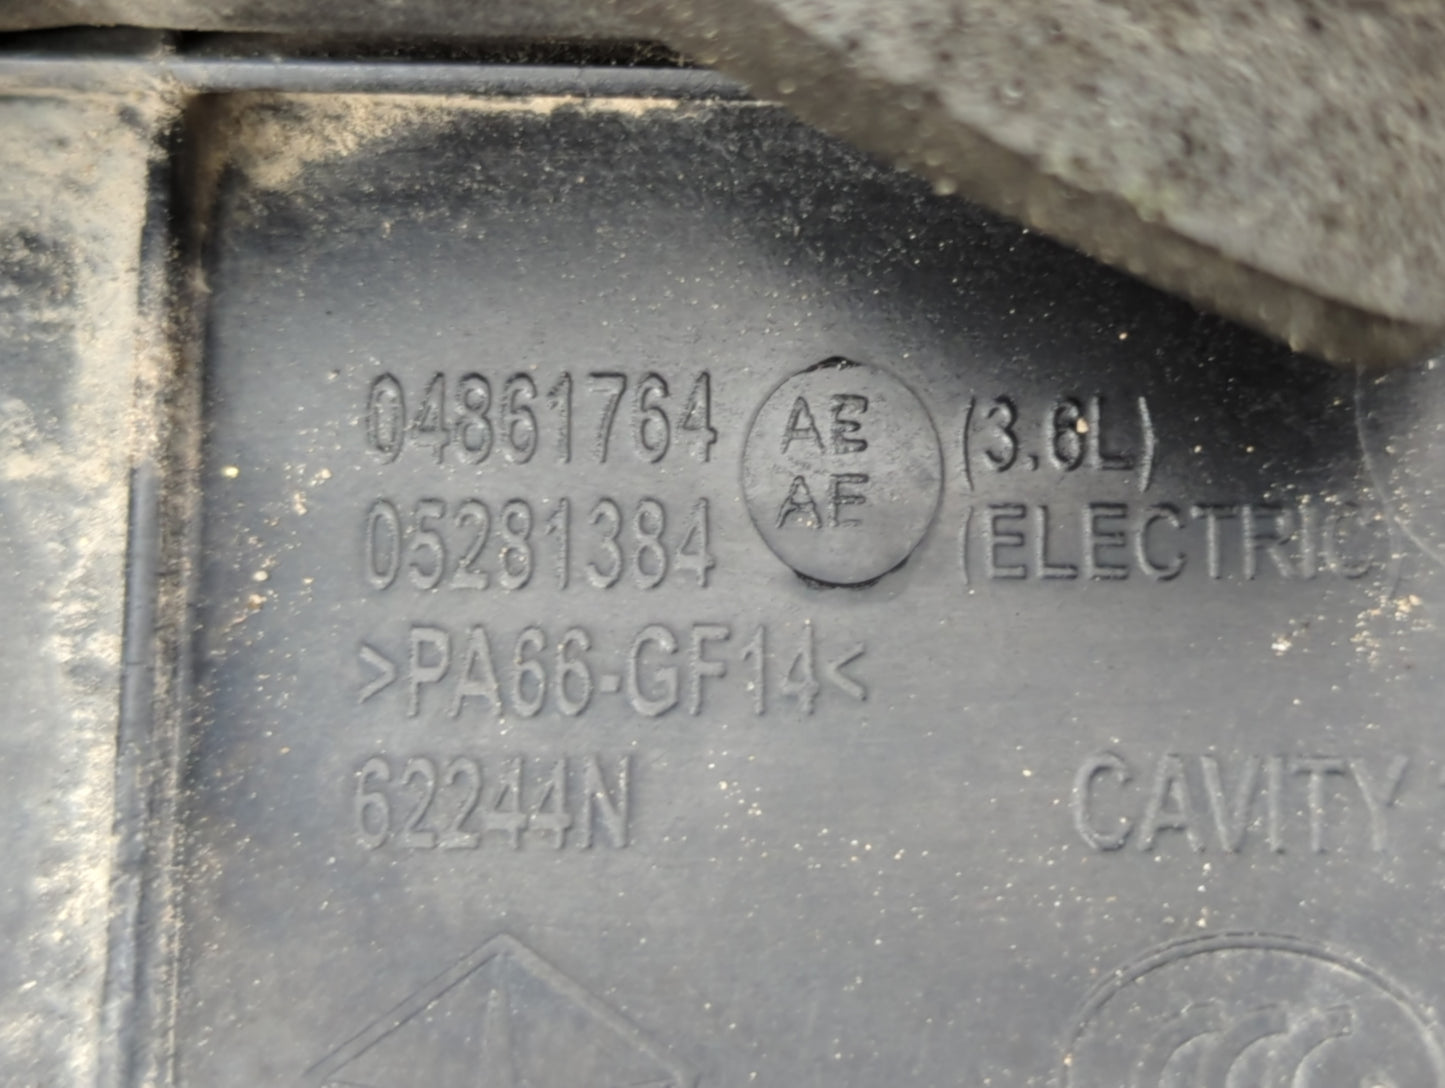 04861764 AE (3.6L)
05281384 AE (ELECTRIC
>PA66-GF14<
62244N
CAVITY